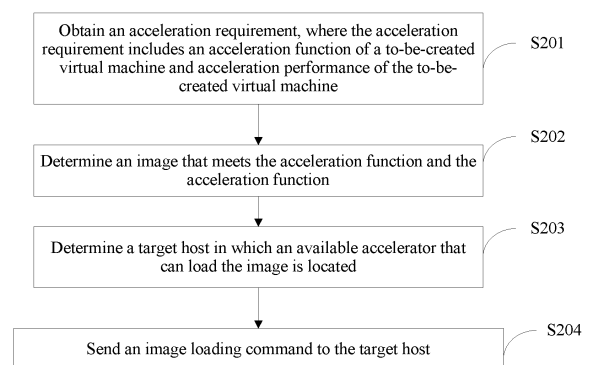 Obtain an acceleration requirement, where the acceleration
requirement includes an acceleration function of a to-be-created
virtual machine and acceleration performance of the to-be-
created virtual machine
S201
S202
Determine an image that meets the acceleration function and the
acceleration function
S203
Determine a target host in which an available accelerator that
can load the image is located
S204
Send an image loading command to the target host